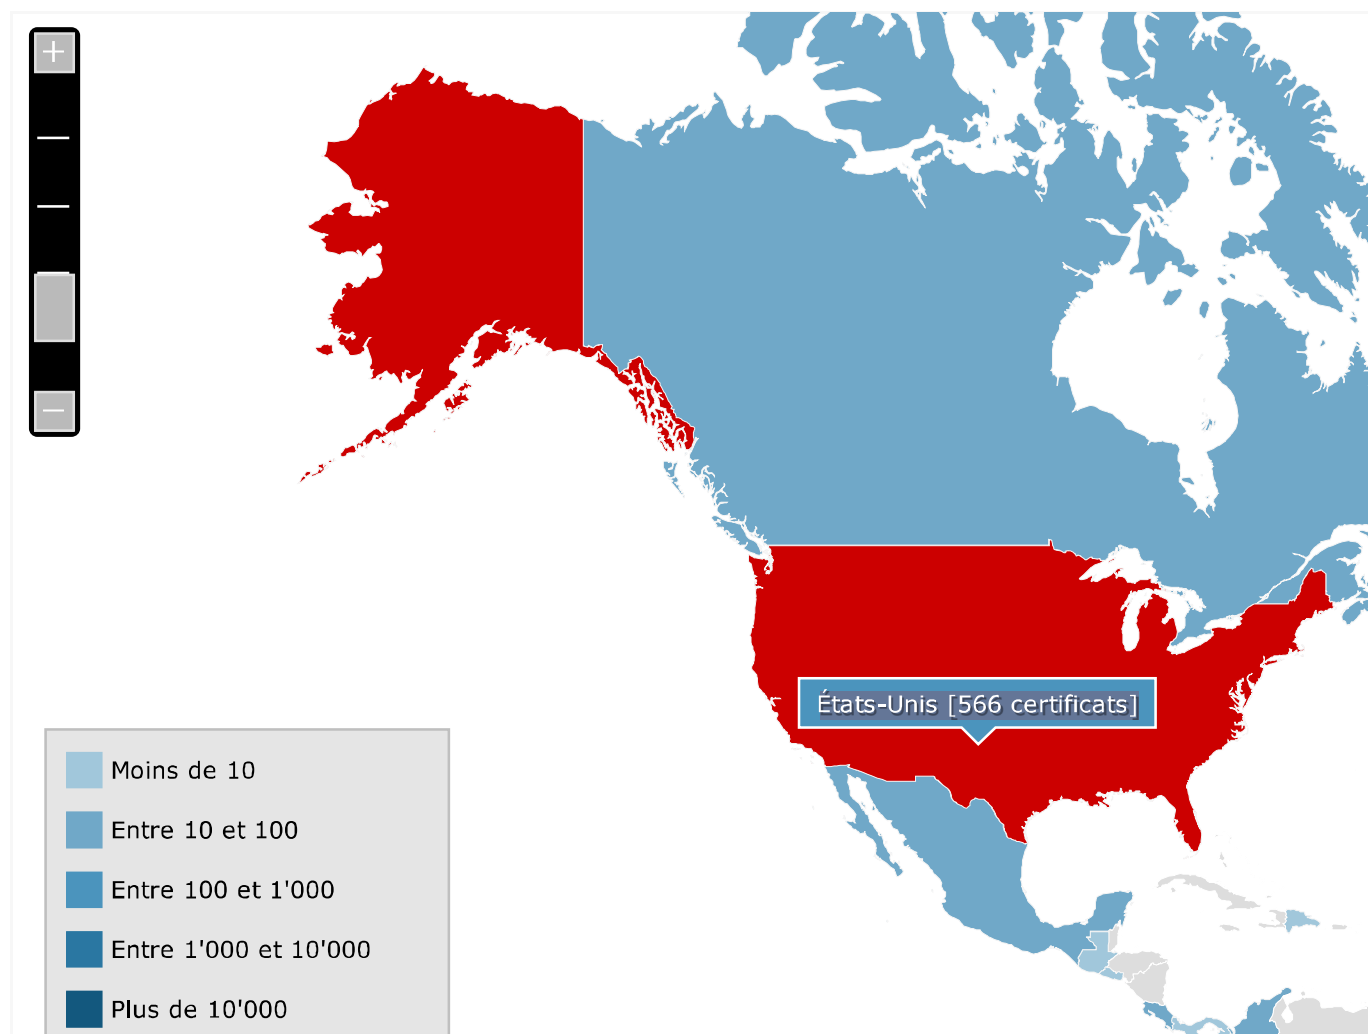 +
−
États-Unis [566 certificats]
Moins de 10
Entre 10 et 100
Entre 100 et 1'000
Entre 1'000 et 10'000
Plus de 10'000